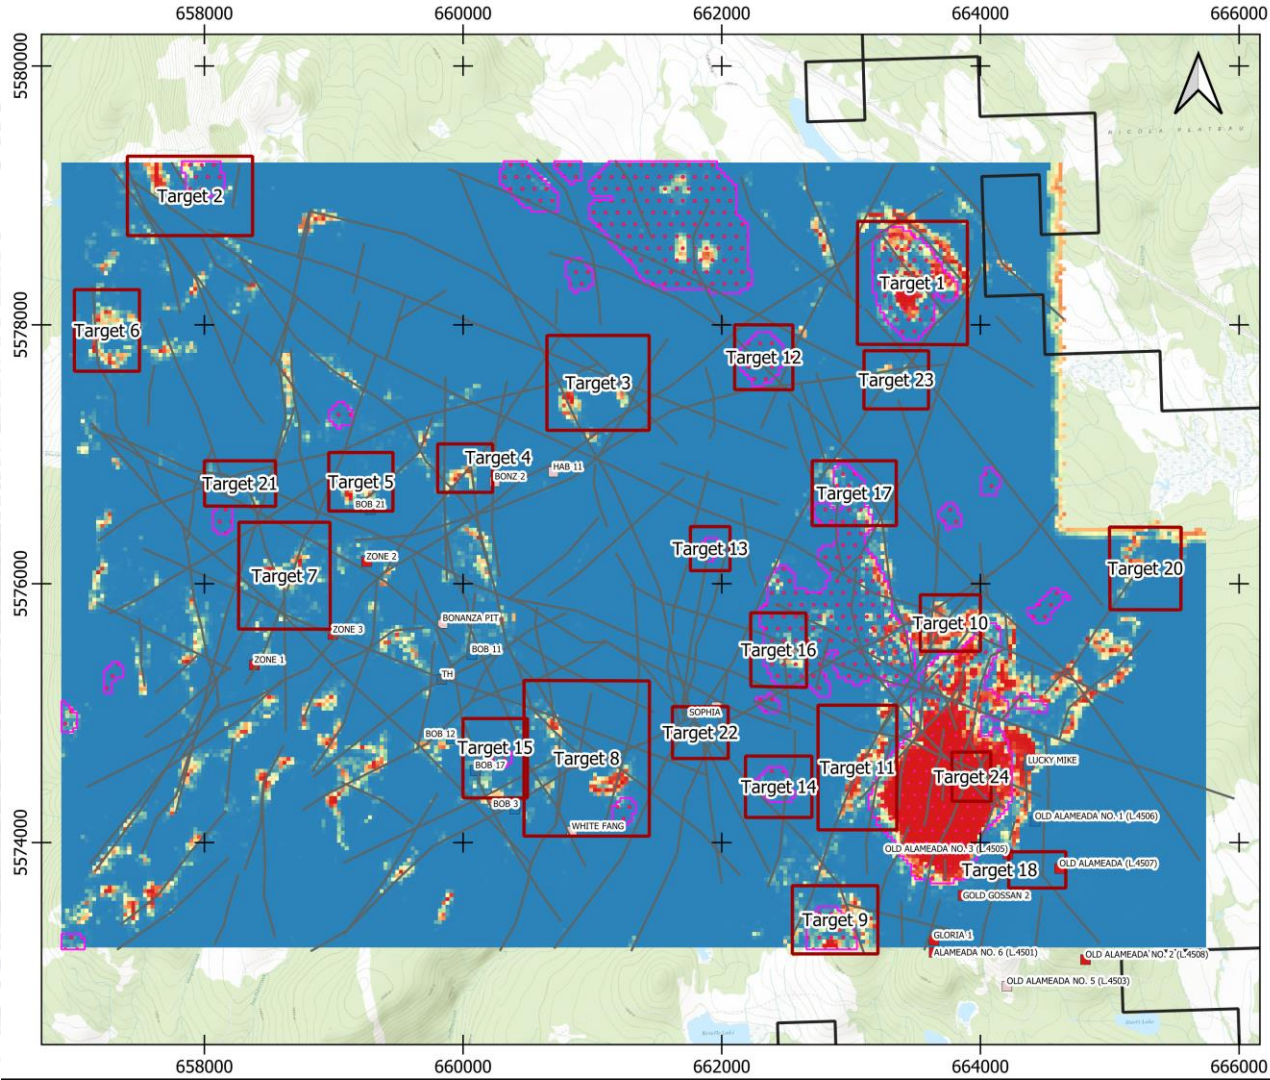 658000 660000 662000 664000 666000
5580000
NICOLA PLATEAU
Target 2
Target 1
5578000
Target 6
Target 12
Target 3
Target 23
Target 4
HAB 11
BONZ 2
Target 21
Target 5
BOB 21
Target 17
Target 13
ZONE 2
Target 20
Target 7
5576000
BONANZA PIT
Target 10
ZONE 3
BOB 11
Target 16
ZONE 1
TH
SOPHIA
BOB 12
Target 22
Target 15
Target 8
BOB 17
LUCKY MIKE
Target 11
Target 24
Target 14
BOB 3
OLD ALAMEADA NO. 1 (L.4506)
WHITE FANG
5574000
OLD ALAMEADA NO. 3 (L.4505)
OLD ALAMEADA (L.4507)
Target 18
GOLD GOSSAN 2
Target 9
GLORIA 1
ALAMEADA NO. 6 (L.4501)
OLD ALAMEADA NO. 2 (L.4508)
OLD ALAMEADA NO. 5 (L.4503)
658000 660000 662000 664000 666000